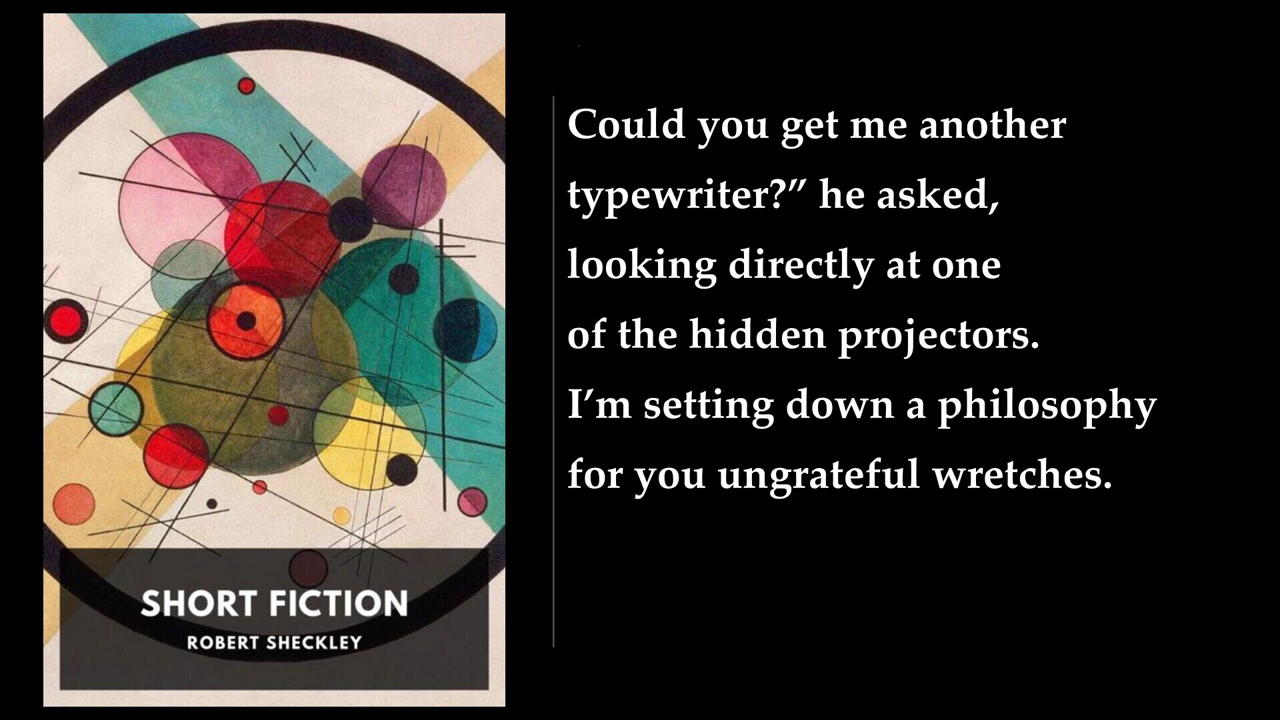 SHORT FICTION
ROBERT SHECKLEY
Could you get me another
typewriter?” he asked,
looking directly at one
of the hidden projectors.
I’m setting down a philosophy
for you ungrateful wretches.